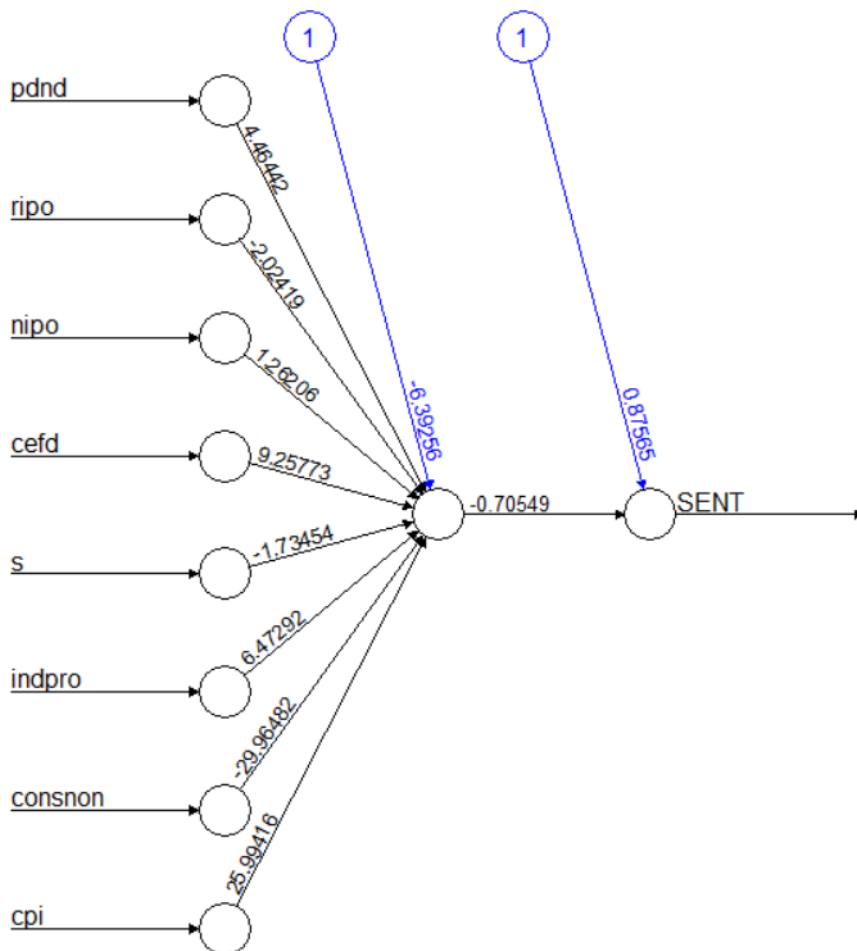 1
1
pdnd
4.46442
ripo
-2.02419
nipo
1.26206
cefd
9.25773
-6.39256
0.87565
-0.70549
SENT
s
-1.73454
indpro
6.47292
consnon
-29.96482
cpi
25.99416